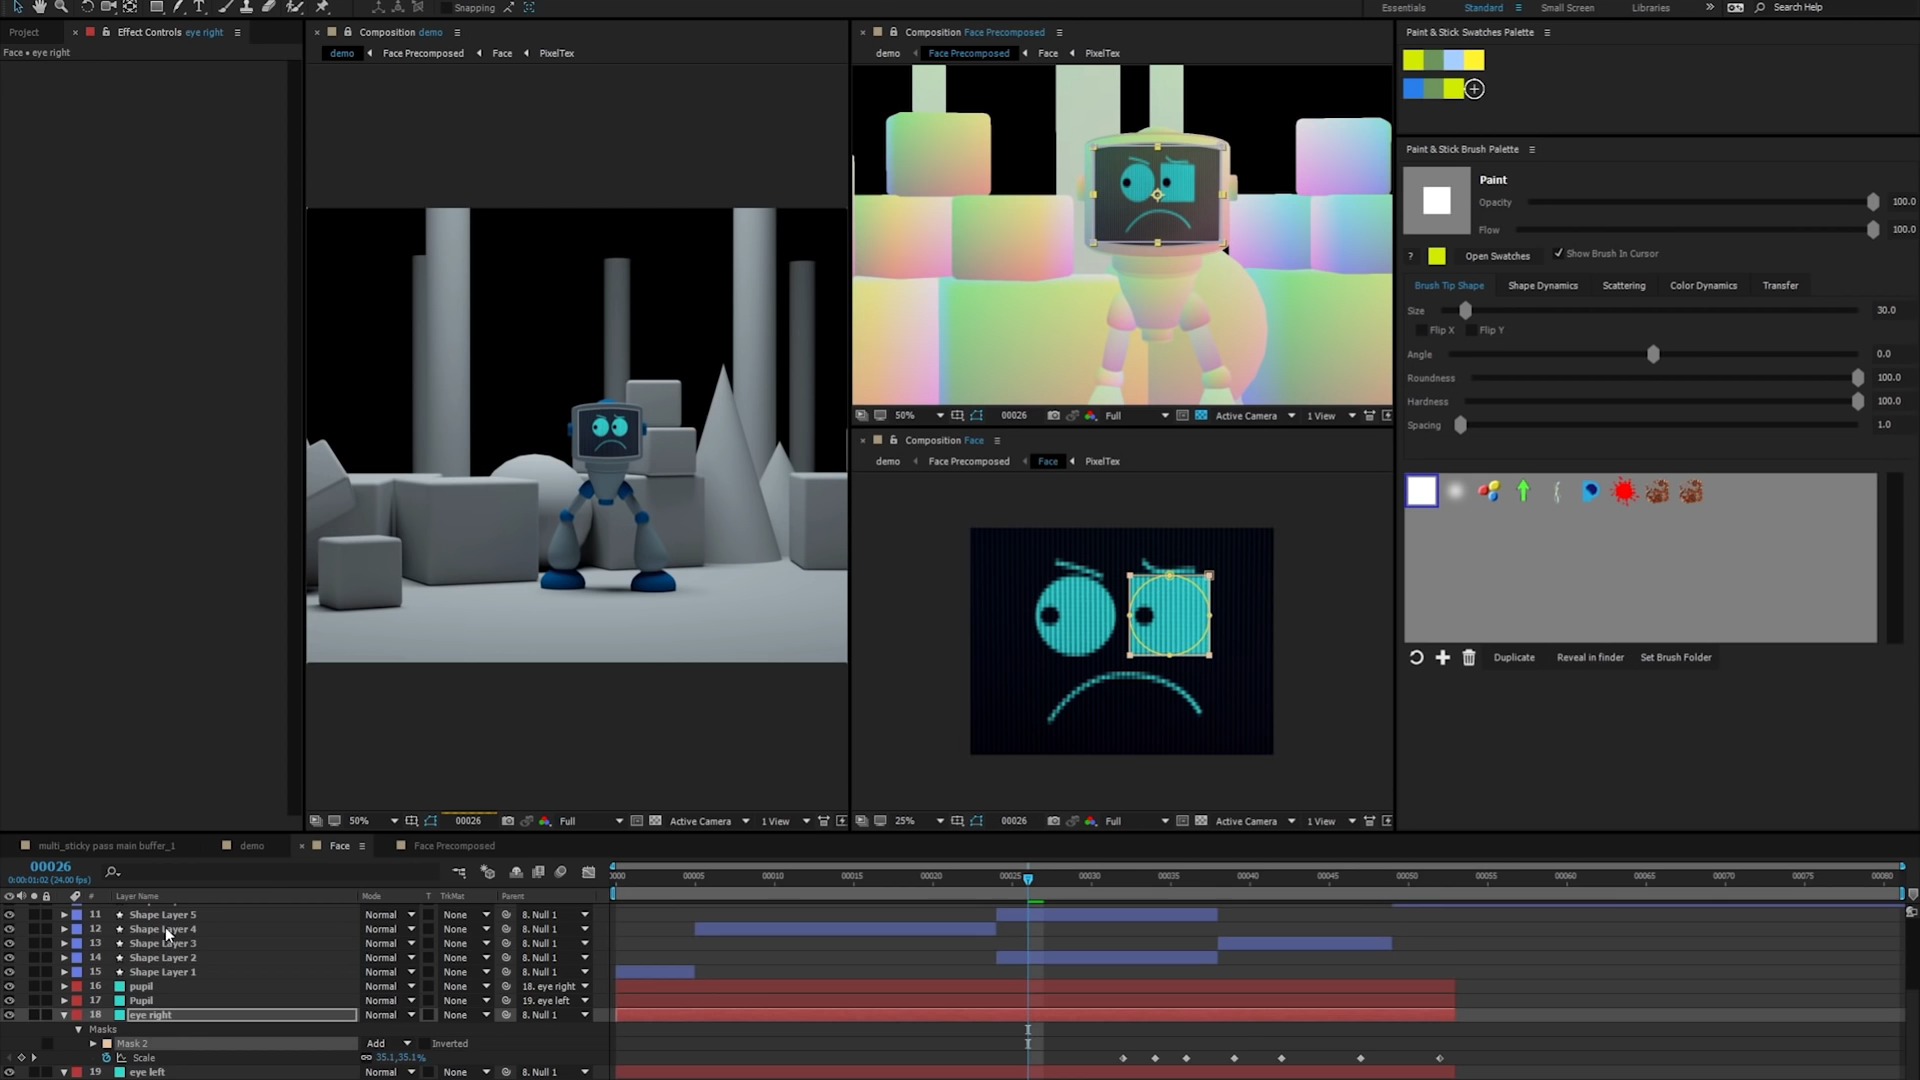 Snapping
Essentials Standard Small Screen Libraries Search Help
Project Effect Controls eye right
Face • eye right
Composition demo
demo Face Precomposed Face PixelTex
Composition Face Precomposed
demo Face Precomposed Face PixelTex
Paint & Stick Swatches Palette
Paint & Stick Brush Palette
Paint
Opacity 100.0
Flow 100.0
? Open Swatches Show Brush In Cursor
Brush Tip Shape Shape Dynamics Scattering Color Dynamics Transfer
Size 30.0
Flip X Flip Y
Angle 0.0
Roundness 100.0
Hardness 100.0
Spacing 1.0
50% 00026 Full Active Camera 1 View
Composition Face
demo Face Precomposed Face PixelTex
Duplicate Reveal in finder Set Brush Folder
50% 00026 Full Active Camera 1 View
25% 00026 Full Active Camera 1 View
multi_sticky pass main buffer_1 demo Face Face Precomposed
00026
0:00:01:02 (24.00 fps)
0000 00005 00010 00015 00020 00025 00030 00035 00040 00045 00050 00055 00060 00065 00070 00075 00080
# Layer Name Mode T TrkMat Parent
11 Shape Layer 5 Normal None 8. Null 1
12 Shape Layer 4 Normal None 8. Null 1
13 Shape Layer 3 Normal None 8. Null 1
14 Shape Layer 2 Normal None 8. Null 1
15 Shape Layer 1 Normal None 8. Null 1
16 pupil Normal None 18. eye right
17 Pupil Normal None 19. eye left
18 eye right Normal None 8. Null 1
Masks
Mask 2 Add Inverted
Scale 35.1,35.1%
19 eye left Normal None 8. Null 1